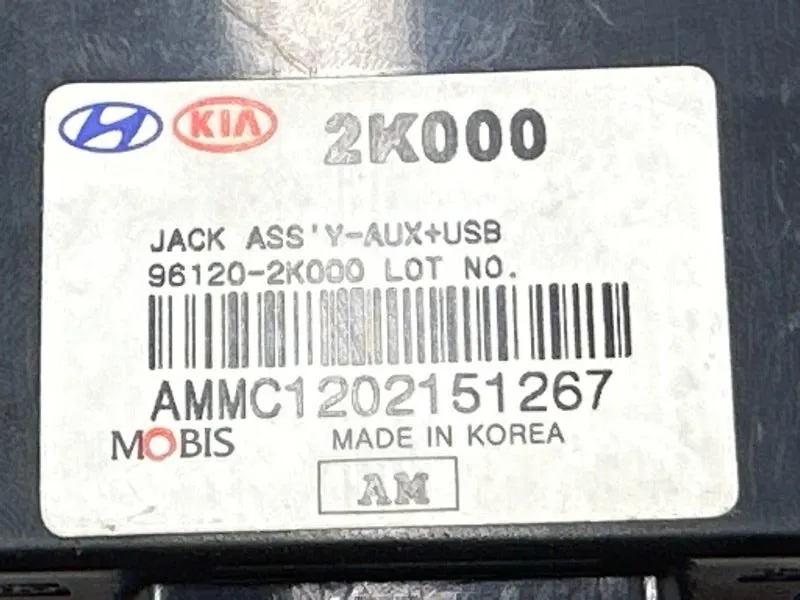 KIA 2K000
JACK ASS'Y-AUX+USB
96120-2K000 LOT NO.
AMMC1202151267
MOBIS MADE IN KOREA
AM